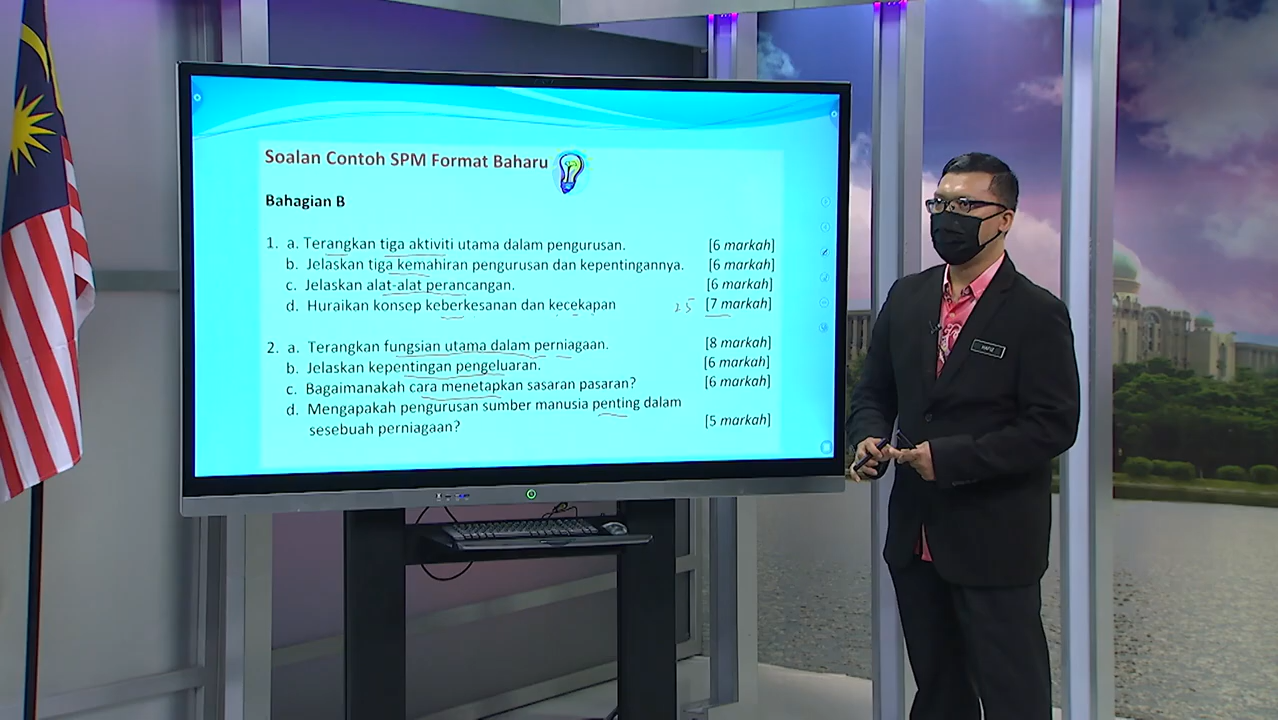 Soalan Contoh SPM Format Baharu
Bahagian B
1. a. Terangkan tiga aktiviti utama dalam pengurusan. [6 markah]
b. Jelaskan tiga kemahiran pengurusan dan kepentingannya. [6 markah]
c. Jelaskan alat-alat perancangan. [6 markah]
d. Huraikan konsep keberkesanan dan kecekapan 25 [7 markah]
2. a. Terangkan fungsian utama dalam perniagaan. [8 markah]
b. Jelaskan kepentingan pengeluaran. [6 markah]
c. Bagaimanakah cara menetapkan sasaran pasaran? [6 markah]
d. Mengapakah pengurusan sumber manusia penting dalam
sesebuah perniagaan? [5 markah]
HAFIZ